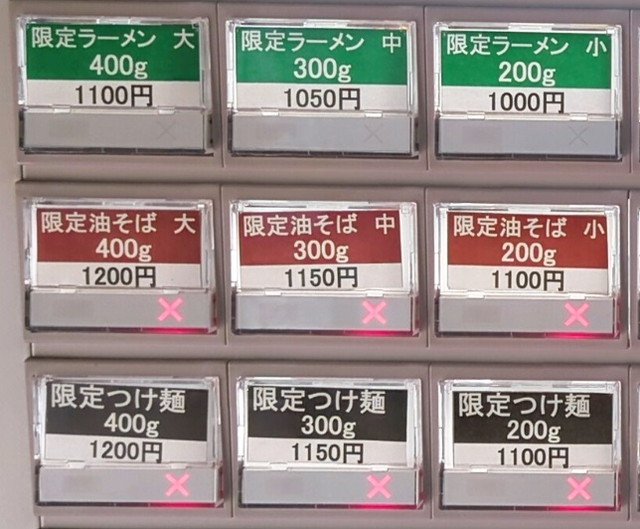 限定ラーメン 大
400g
1100円
限定ラーメン 中
300g
1050円
限定ラーメン 小
200g
1000円
限定油そば 大
400g
1200円
限定油そば 中
300g
1150円
限定油そば 小
200g
1100円
限定つけ麺
400g
1200円
限定つけ麺
300g
1150円
限定つけ麺
200g
1100円